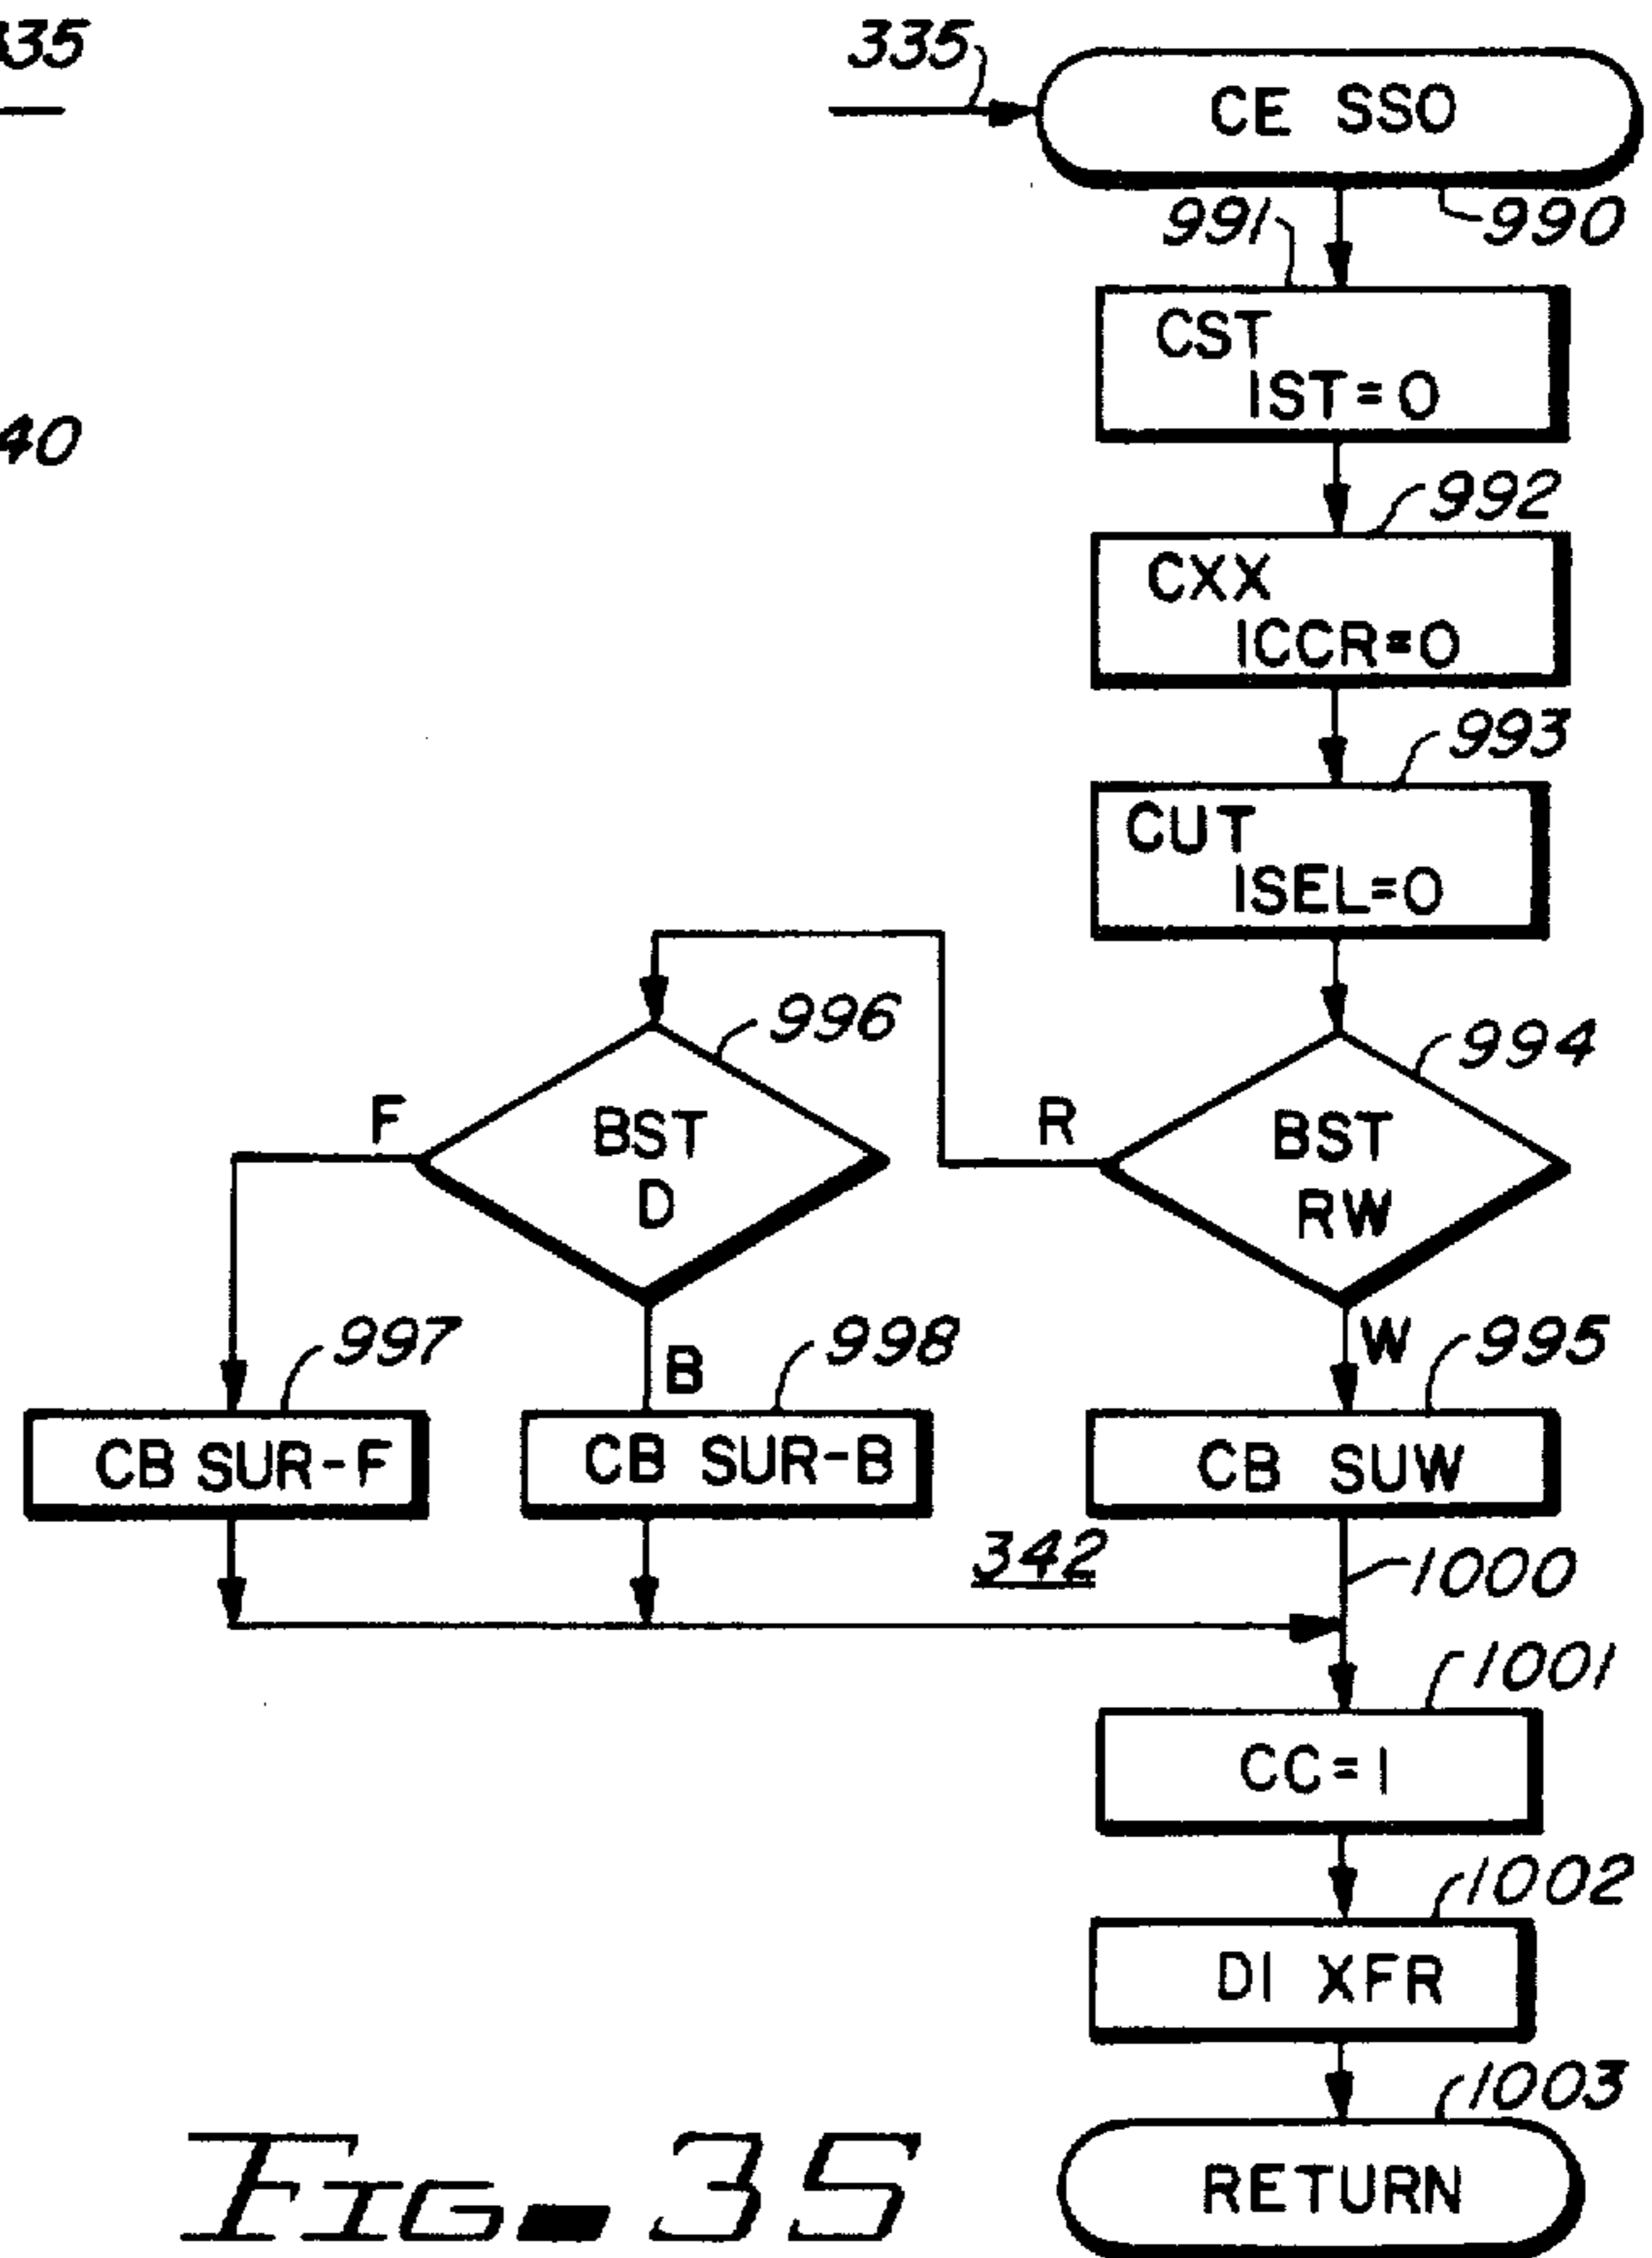 335
335
CE SSO
991
990
CST
IST=0
992
CXX
ICCR=0
993
CUT
ISEL=0
40
996
994
F
BST
D
R
BST
RW
997
B
998
W
995
CB SUR-F
CB SUR-B
CB SUW
342
1000
1001
CC=1
1002
DI XFR
1003
RETURN
FIG. 35